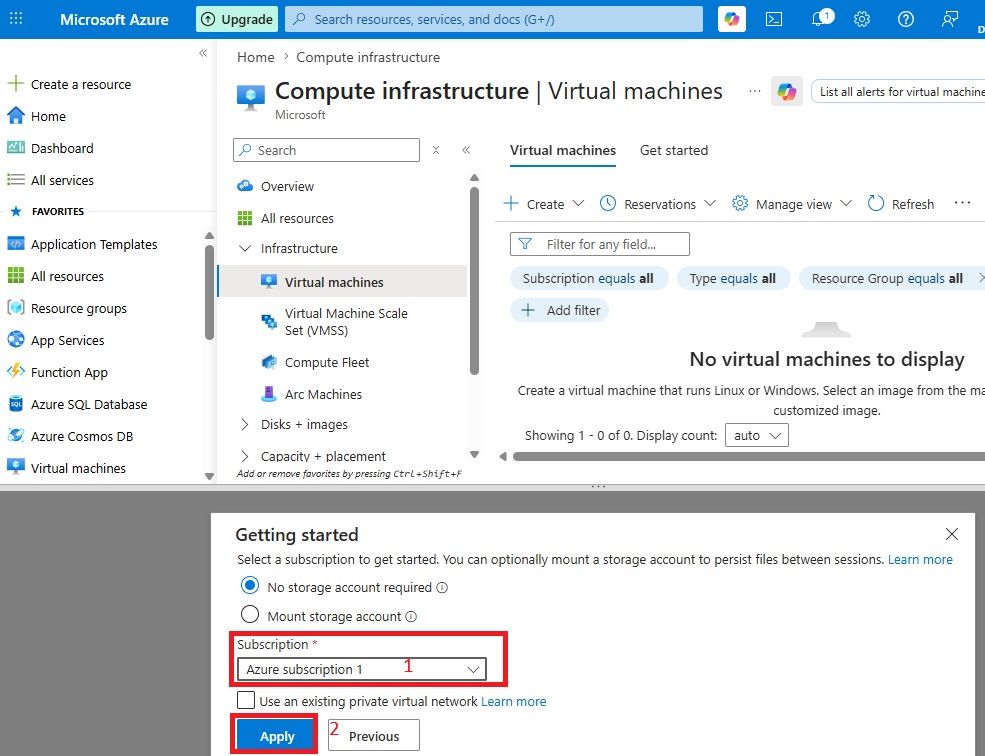 Microsoft Azure
Upgrade
Search resources, services, and docs (G+/)
1
D
Create a resource
Home
Dashboard
All services
FAVORITES
Application Templates
All resources
Resource groups
App Services
Function App
SQL
Azure SQL Database
Azure Cosmos DB
Virtual machines
Home > Compute infrastructure
Compute infrastructure | Virtual machines
...
List all alerts for virtual machine
Microsoft
Search
Overview
All resources
Infrastructure
Virtual machines
Virtual Machine Scale
Set (VMSS)
Compute Fleet
Arc Machines
Disks + images
Capacity + placement
Add or remove favorites by pressing Ctrl+Shift+F
Virtual machines Get started
Create Reservations Manage view Refresh ...
Filter for any field...
Subscription equals all Type equals all Resource Group equals all
Add filter
No virtual machines to display
Create a virtual machine that runs Linux or Windows. Select an image from the ma
customized image.
Showing 1 - 0 of 0. Display count: auto
Getting started
Select a subscription to get started. You can optionally mount a storage account to persist files between sessions. Learn more
No storage account required
Mount storage account
Subscription *
Azure subscription 1 1
Use an existing private virtual network Learn more
Apply 2 Previous